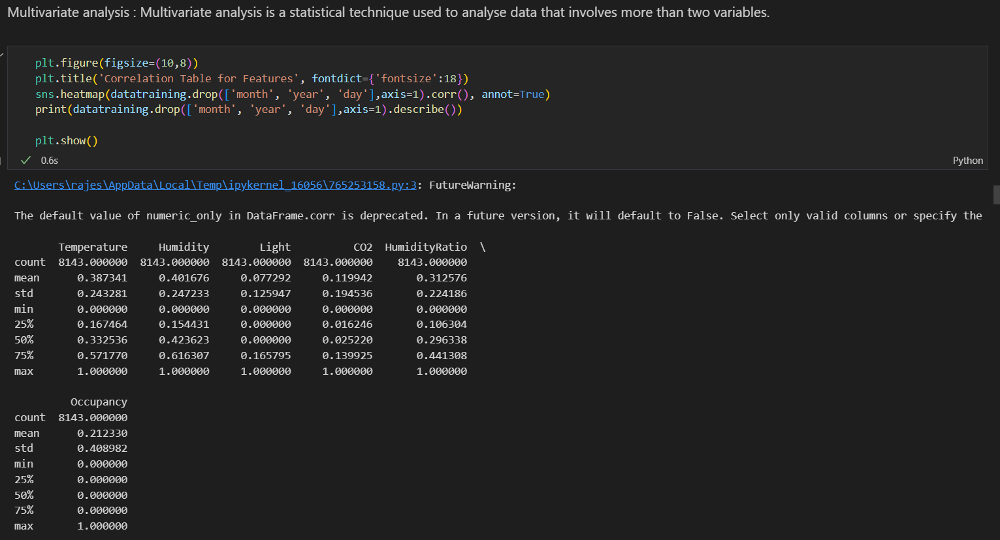 Multivariate analysis : Multivariate analysis is a statistical technique used to analyse data that involves more than two variables.
plt.figure(figsize=(10,8))
plt.title('Correlation Table for Features', fontdict={'fontsize':18})
sns.heatmap(datatraining.drop(['month', 'year', 'day'],axis=1).corr(), annot=True)
print(datatraining.drop(['month', 'year', 'day'],axis=1).describe())
plt.show()
0.6s Python
C:\Users\rajes\AppData\Local\Temp\ipykernel_16056\765253158.py:3: FutureWarning:
The default value of numeric_only in DataFrame.corr is deprecated. In a future version, it will default to False. Select only valid columns or specify the
Temperature Humidity Light CO2 HumidityRatio \
count 8143.000000 8143.000000 8143.000000 8143.000000 8143.000000
mean 0.387341 0.401676 0.077292 0.119942 0.312576
std 0.243281 0.247233 0.125947 0.194536 0.224186
min 0.000000 0.000000 0.000000 0.000000 0.000000
25% 0.167464 0.154431 0.000000 0.016246 0.106304
50% 0.332536 0.423623 0.000000 0.025220 0.296338
75% 0.571770 0.616307 0.165795 0.139925 0.441308
max 1.000000 1.000000 1.000000 1.000000 1.000000
Occupancy
count 8143.000000
mean 0.212330
std 0.408982
min 0.000000
25% 0.000000
50% 0.000000
75% 0.000000
max 1.000000